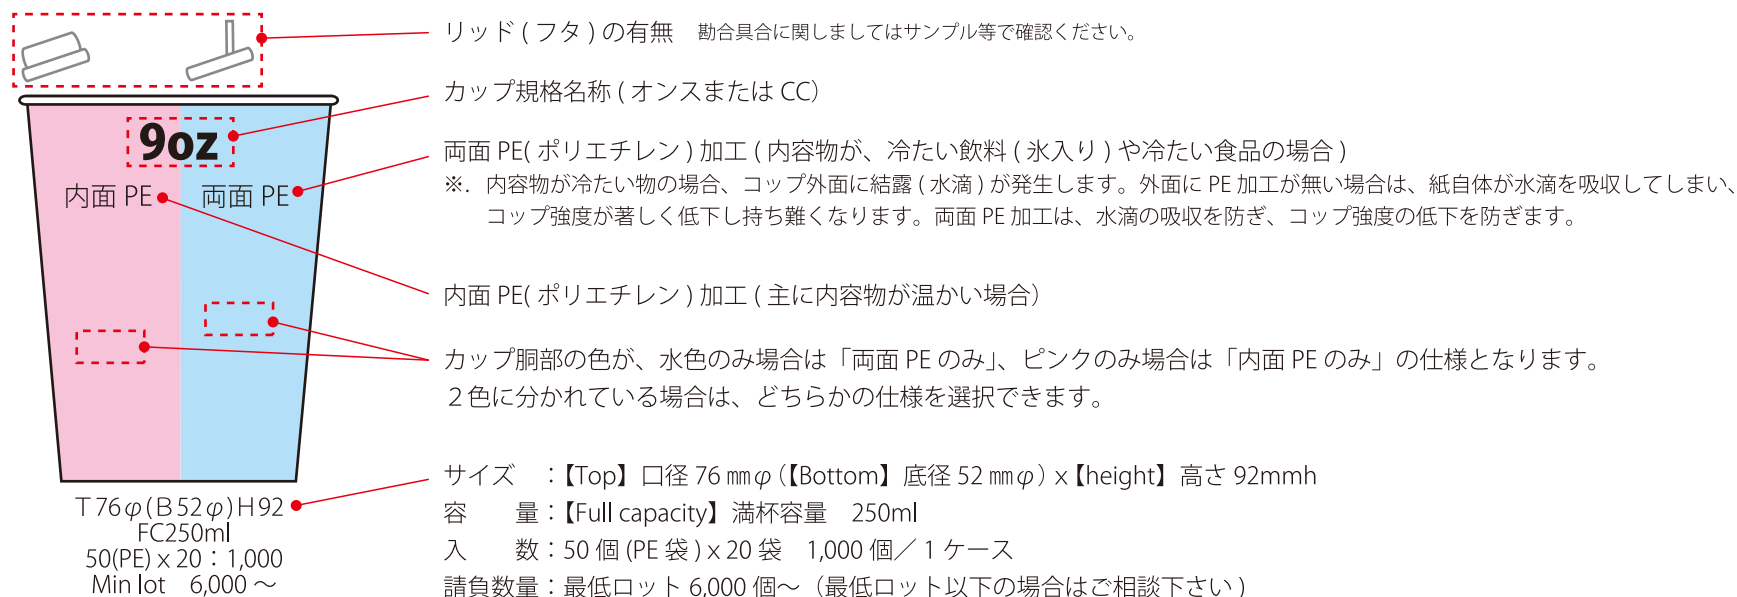 リッド ( フタ ) の有無　勘合具合に関しましてはサンプル等で確認ください。
カップ規格名称 ( オンスまたは CC）
9oz
両面 PE( ポリエチレン ) 加工 ( 内容物が、冷たい飲料 ( 氷入り ) や冷たい食品の場合 )
※. 内容物が冷たい物の場合、コップ外面に結露 ( 水滴 ) が発生します。外面に PE 加工が無い場合は、紙自体が水滴を吸収してしまい、
コップ強度が著しく低下し持ち難くなります。両面 PE 加工は、水滴の吸収を防ぎ、コップ強度の低下を防ぎます。
内面 PE
両面 PE
内面 PE( ポリエチレン ) 加工 ( 主に内容物が温かい場合）
カップ胴部の色が、水色のみ場合は「両面 PE のみ」、ピンクのみ場合は「内面 PE のみ」の仕様となります。
２色に分かれている場合は、どちらかの仕様を選択できます。
サイズ　：【Top】口径 76 ㎜φ（【Bottom】底径 52 ㎜φ）x【height】高さ 92mmh
容　　量：【Full capacity】満杯容量　250ml
入　　数：50 個 (PE 袋 ) x 20 袋　1,000 個／ 1 ケース
請負数量：最低ロット 6,000 個～（最低ロット以下の場合はご相談下さい )
T 76φ(B 52φ) H 92
FC250ml
50(PE) x 20：1,000
Min lot　6,000 ～